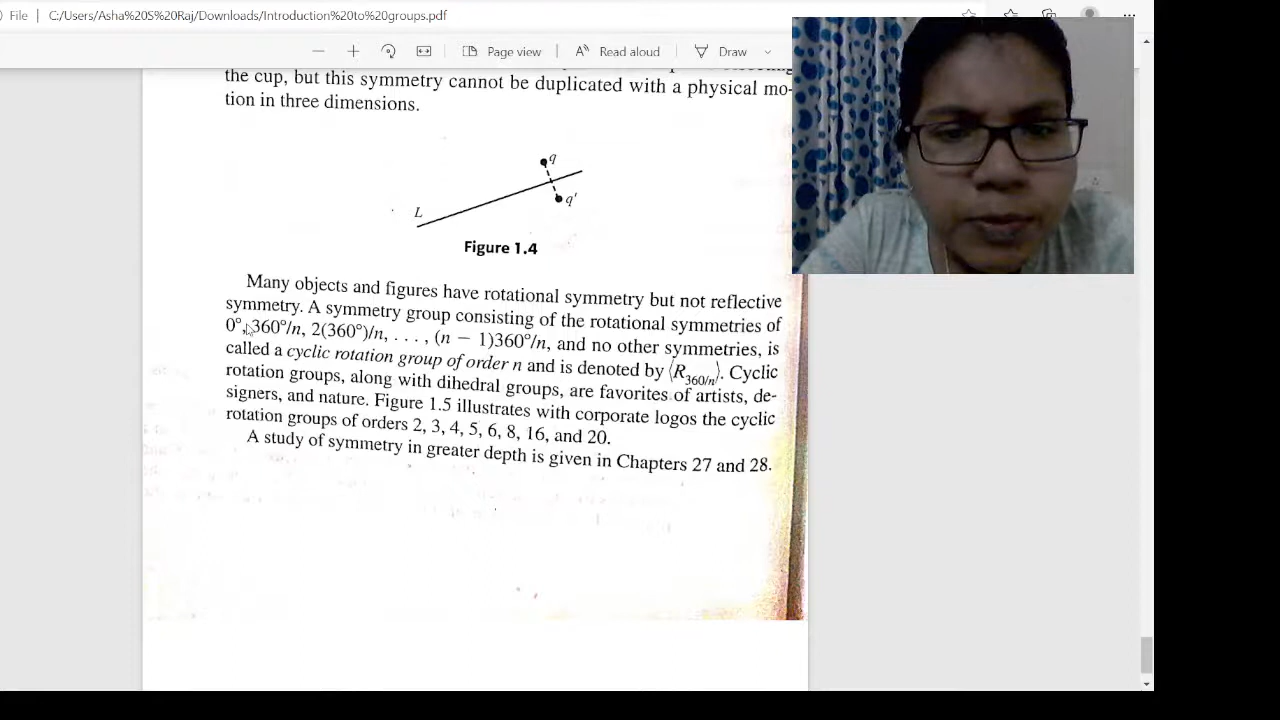 File | C:/Users/Asha%20S%20Raj/Downloads/Introduction%20to%20groups.pdf
Page view | Read aloud | Draw
the cup, but this symmetry cannot be duplicated with a physical mo-
tion in three dimensions.
q
L
q′
Figure 1.4
Many objects and figures have rotational symmetry but not reflective
symmetry. A symmetry group consisting of the rotational symmetries of
0°, 360°/n, 2(360°)/n, . . . , (n − 1)360°/n, and no other symmetries, is
called a cyclic rotation group of order n and is denoted by ⟨R360/n⟩. Cyclic
rotation groups, along with dihedral groups, are favorites of artists, de-
signers, and nature. Figure 1.5 illustrates with corporate logos the cyclic
rotation groups of orders 2, 3, 4, 5, 6, 8, 16, and 20.
A study of symmetry in greater depth is given in Chapters 27 and 28.